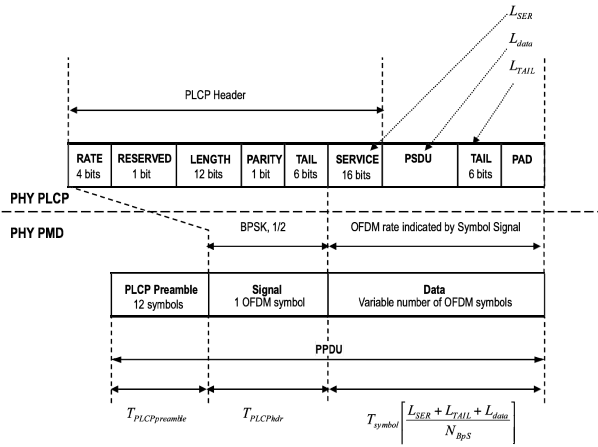 L_SER
L_data
L_TAIL
PLCP Header
RATE RESERVED LENGTH PARITY TAIL SERVICE PSDU TAIL PAD
4 bits 1 bit 12 bits 1 bit 6 bits 16 bits 6 bits
PHY PLCP
PHY PMD
BPSK, 1/2 OFDM rate indicated by Symbol Signal
PLCP Preamble Signal Data
12 symbols 1 OFDM symbol Variable number of OFDM symbols
PPDU
T_PLCPpreamble T_PLCPhdr T_symbol ⌈(L_SER + L_TAIL + L_data) / N_BpS⌉